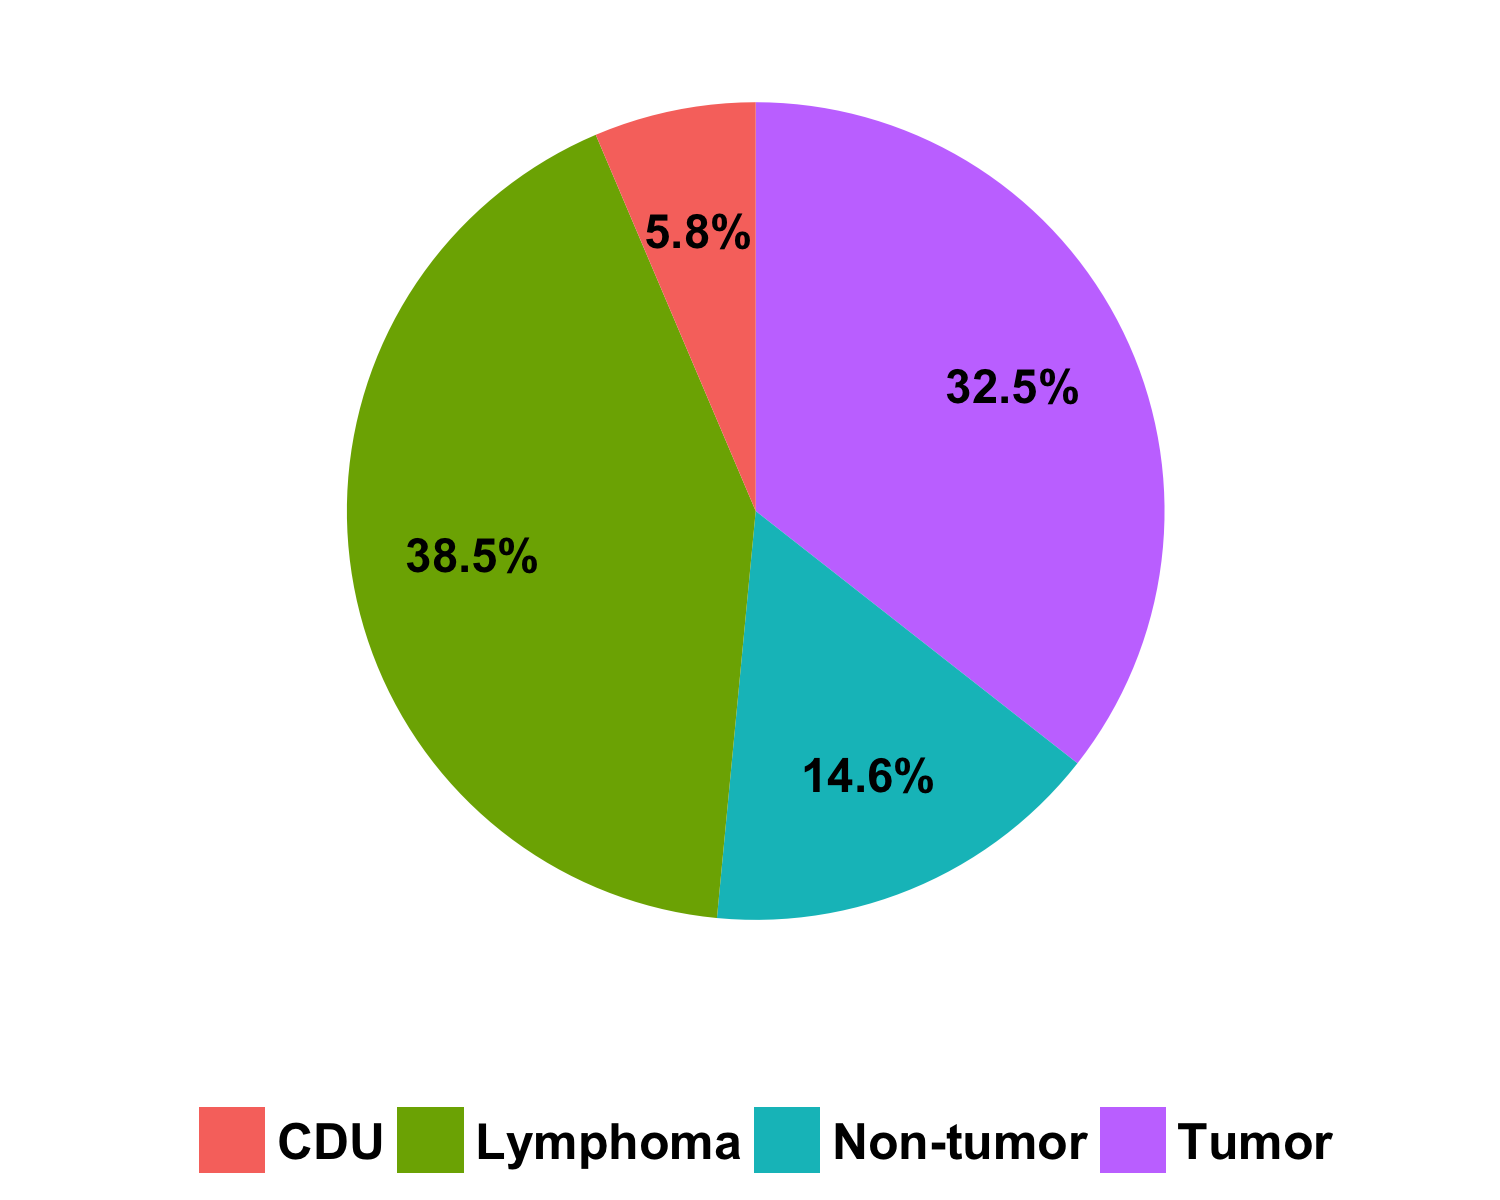 5.8%
32.5%
38.5%
14.6%
CDU Lymphoma Non-tumor Tumor